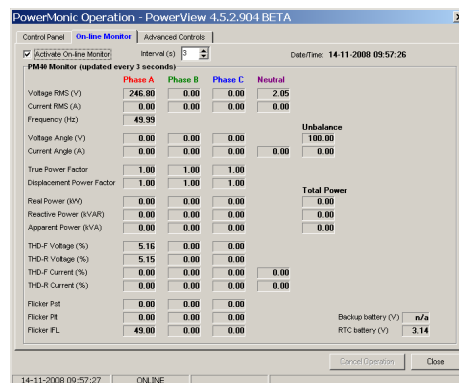 PowerMonic Operation - PowerView 4.5.2.904 BETA
Control Panel On-line Monitor Advanced Controls
Activate On-line Monitor Interval (s) 3 Date/Time: 14-11-2008 09:57:26
PM40 Monitor (updated every 3 seconds)
Phase A Phase B Phase C Neutral
Voltage RMS (V) 246.80 0.00 0.00 2.05
Current RMS (A) 0.00 0.00 0.00 0.00
Frequency (Hz) 49.99
Unbalance
Voltage Angle (V) 0.00 0.00 0.00 100.00
Current Angle (A) 0.00 0.00 0.00 0.00 0.00
True Power Factor 1.00 1.00 1.00
Displacement Power Factor 1.00 1.00 1.00
Total Power
Real Power (kW) 0.00 0.00 0.00 0.00
Reactive Power (kVAR) 0.00 0.00 0.00 0.00
Apparent Power (kVA) 0.00 0.00 0.00 0.00
THD-F Voltage (%) 5.16 0.00 0.00
THD-R Voltage (%) 5.15 0.00 0.00
THD-F Current (%) 0.00 0.00 0.00 0.00
THD-R Current (%) 0.00 0.00 0.00 0.00
Flicker Pst 0.00 0.00 0.00
Flicker Plt 0.00 0.00 0.00 Backup battery (V) n/a
Flicker IFL 49.00 0.00 0.00 RTC battery (V) 3.14
Cancel Operation Close
14-11-2008 09:57:27 ONLINE